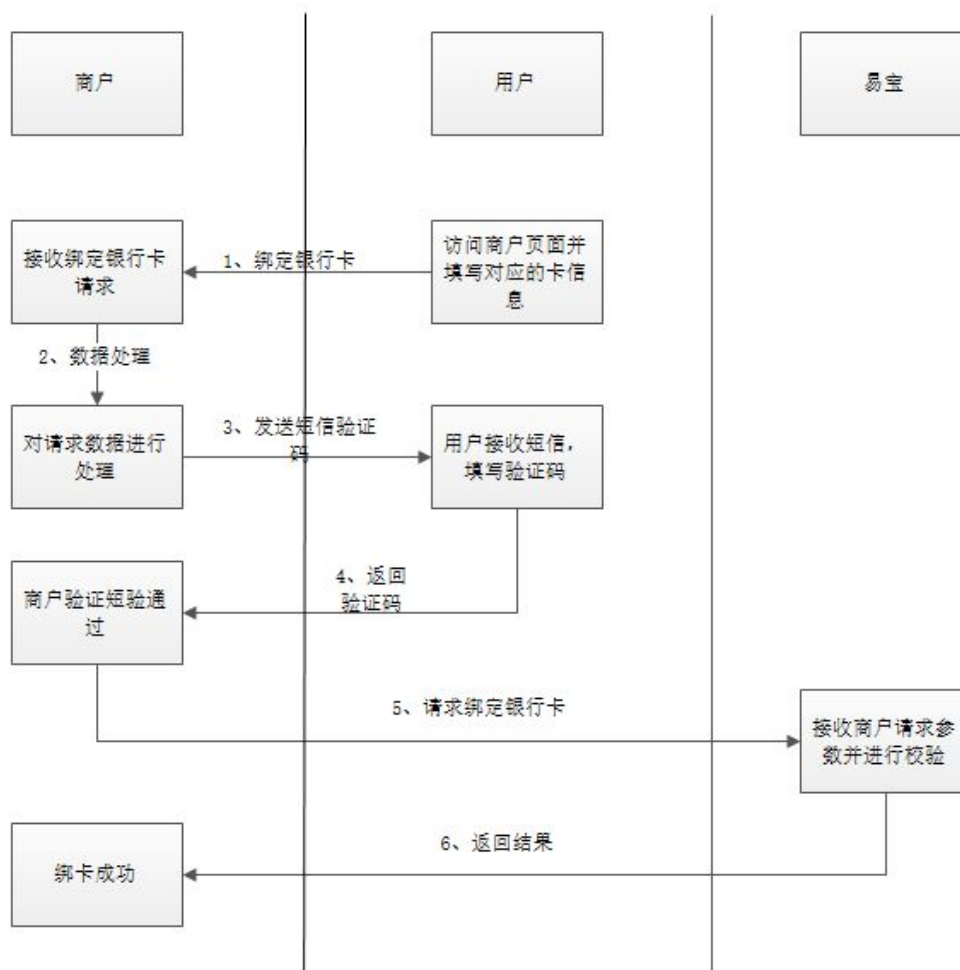 商户
用户
易宝
接收绑定银行卡
请求
1、绑定银行卡
访问商户页面并
填写对应的卡信
息
2、数据处理
对请求数据进行
处理
3、发送短信验证
码
用户接收短信，
填写验证码
商户验证短验通
过
4、返回
验证码
5、请求绑定银行卡
接收商户请求参
数并进行校验
6、返回结果
绑卡成功